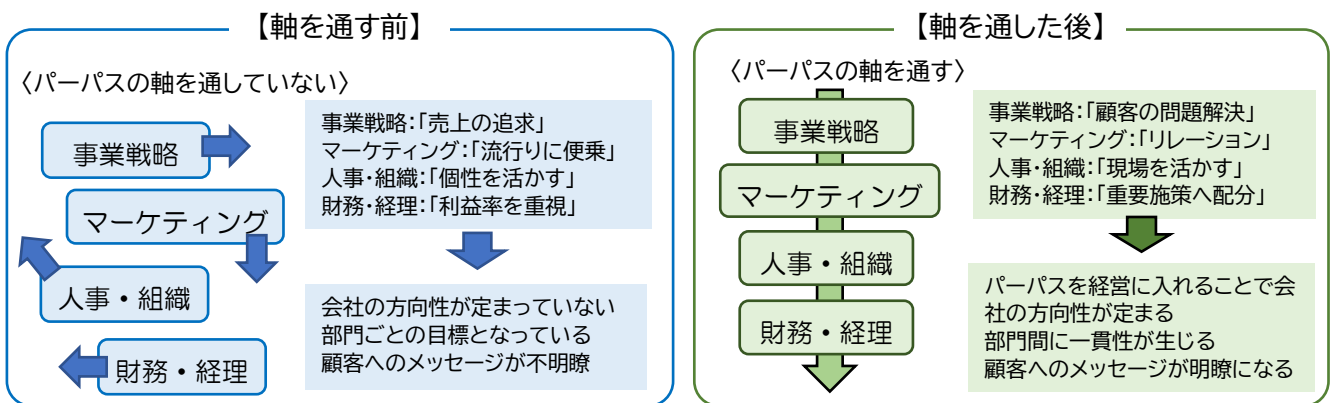 【軸を通す前】
〈パーパスの軸を通していない〉
事業戦略
マーケティング
人事・組織
財務・経理
事業戦略:「売上の追求」
マーケティング:「流行りに便乗」
人事・組織:「個性を活かす」
財務・経理:「利益率を重視」
会社の方向性が定まっていない
部門ごとの目標となっている
顧客へのメッセージが不明瞭
【軸を通した後】
〈パーパスの軸を通す〉
事業戦略
マーケティング
人事・組織
財務・経理
事業戦略:「顧客の問題解決」
マーケティング:「リレーション」
人事・組織:「現場を活かす」
財務・経理:「重要施策へ配分」
パーパスを経営に入れることで会
社の方向性が定まる
部門間に一貫性が生じる
顧客へのメッセージが明瞭になる